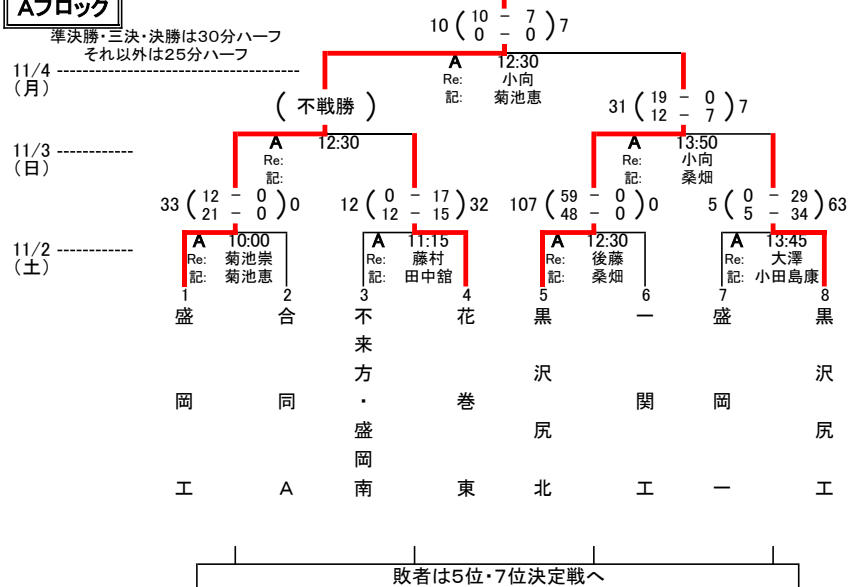 Aブロック
準決勝・三決・決勝は30分ハーフ
それ以外は25分ハーフ
10 ( 10 － 7 ) 7
0 － 0
11/4
(月)
A 12:30
Re: 小向
記: 菊池恵
( 不戦勝 )
31 ( 19 － 0 ) 7
12 － 7
11/3
(日)
A 12:30
Re:
記:
A 13:50
Re: 小向
記: 桑畑
33 ( 12 － 0 ) 0
21 － 0
12 ( 0 － 17 ) 32
12 － 15
107 ( 59 － 0 ) 0
48 － 0
5 ( 0 － 29 ) 63
5 － 34
11/2
(土)
A 10:00
Re: 菊池崇
記: 菊池恵
A 11:15
Re: 藤村
記: 田中舘
A 12:30
Re: 後藤
記: 桑畑
A 13:45
Re: 大澤
記: 小田島康
1 2 3 4 5 6 7 8
盛岡工
合同A
不来方・盛岡南
花巻東
黒沢尻北
一関工
盛岡一
黒沢尻工
敗者は5位・7位決定戦へ